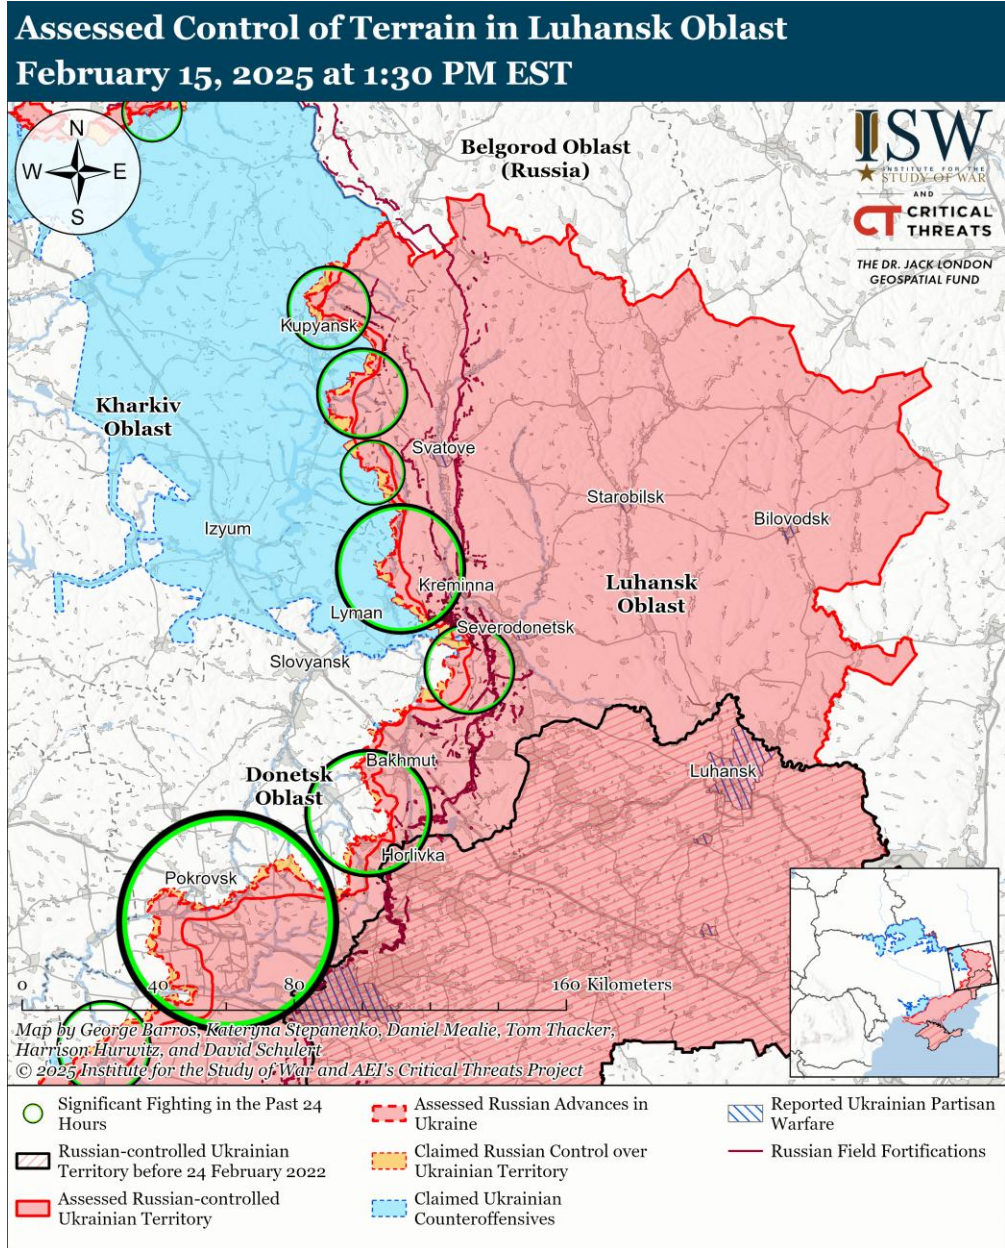 Assessed Control of Terrain in Luhansk Oblast
February 15, 2025 at 1:30 PM EST
N
W
E
S
Belgorod Oblast
(Russia)
ISW
INSTITUTE FOR THE
STUDY OF WAR
AND
CT CRITICAL
THREATS
THE DR. JACK LONDON
GEOSPATIAL FUND
Kupyansk
Kharkiv
Oblast
Svatove
Starobilsk
Bilovodsk
Izyum
Kreminna
Luhansk
Oblast
Lyman
Severodonetsk
Slovyansk
Bakhmut
Luhansk
Donetsk
Oblast
Horlivka
Pokrovsk
0
40
80
160 Kilometers
Map by George Barros, Kateryna Stepanenko, Daniel Mealie, Tom Thacker,
Harrison Hurwitz, and David Schulert
© 2025 Institute for the Study of War and AEI's Critical Threats Project
Significant Fighting in the Past 24
Hours
Russian-controlled Ukrainian
Territory before 24 February 2022
Assessed Russian-controlled
Ukrainian Territory
Assessed Russian Advances in
Ukraine
Claimed Russian Control over
Ukrainian Territory
Claimed Ukrainian
Counteroffensives
Reported Ukrainian Partisan
Warfare
Russian Field Fortifications